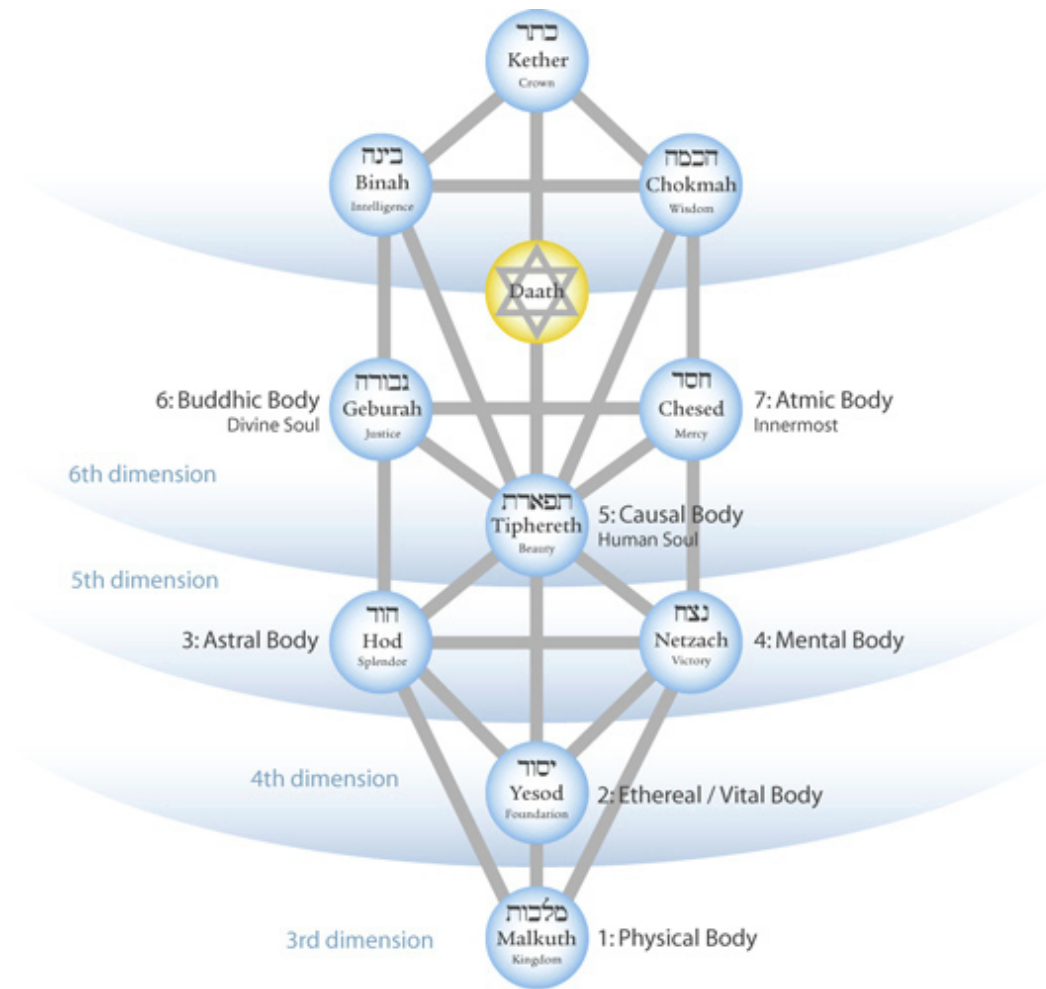 כתר
Kether
Crown
בינה
Binah
Intelligence
חכמה
Chokmah
Wisdom
Daath
6: Buddhic Body
Divine Soul
גבורה
Geburah
Justice
חסד
Chesed
Mercy
7: Atmic Body
Innermost
6th dimension
תפארת
Tiphereth
Beauty
5: Causal Body
Human Soul
5th dimension
3: Astral Body
הוד
Hod
Splendor
נצח
Netzach
Victory
4: Mental Body
4th dimension
יסוד
Yesod
Foundation
2: Ethereal / Vital Body
3rd dimension
מלכות
Malkuth
Kingdom
1: Physical Body